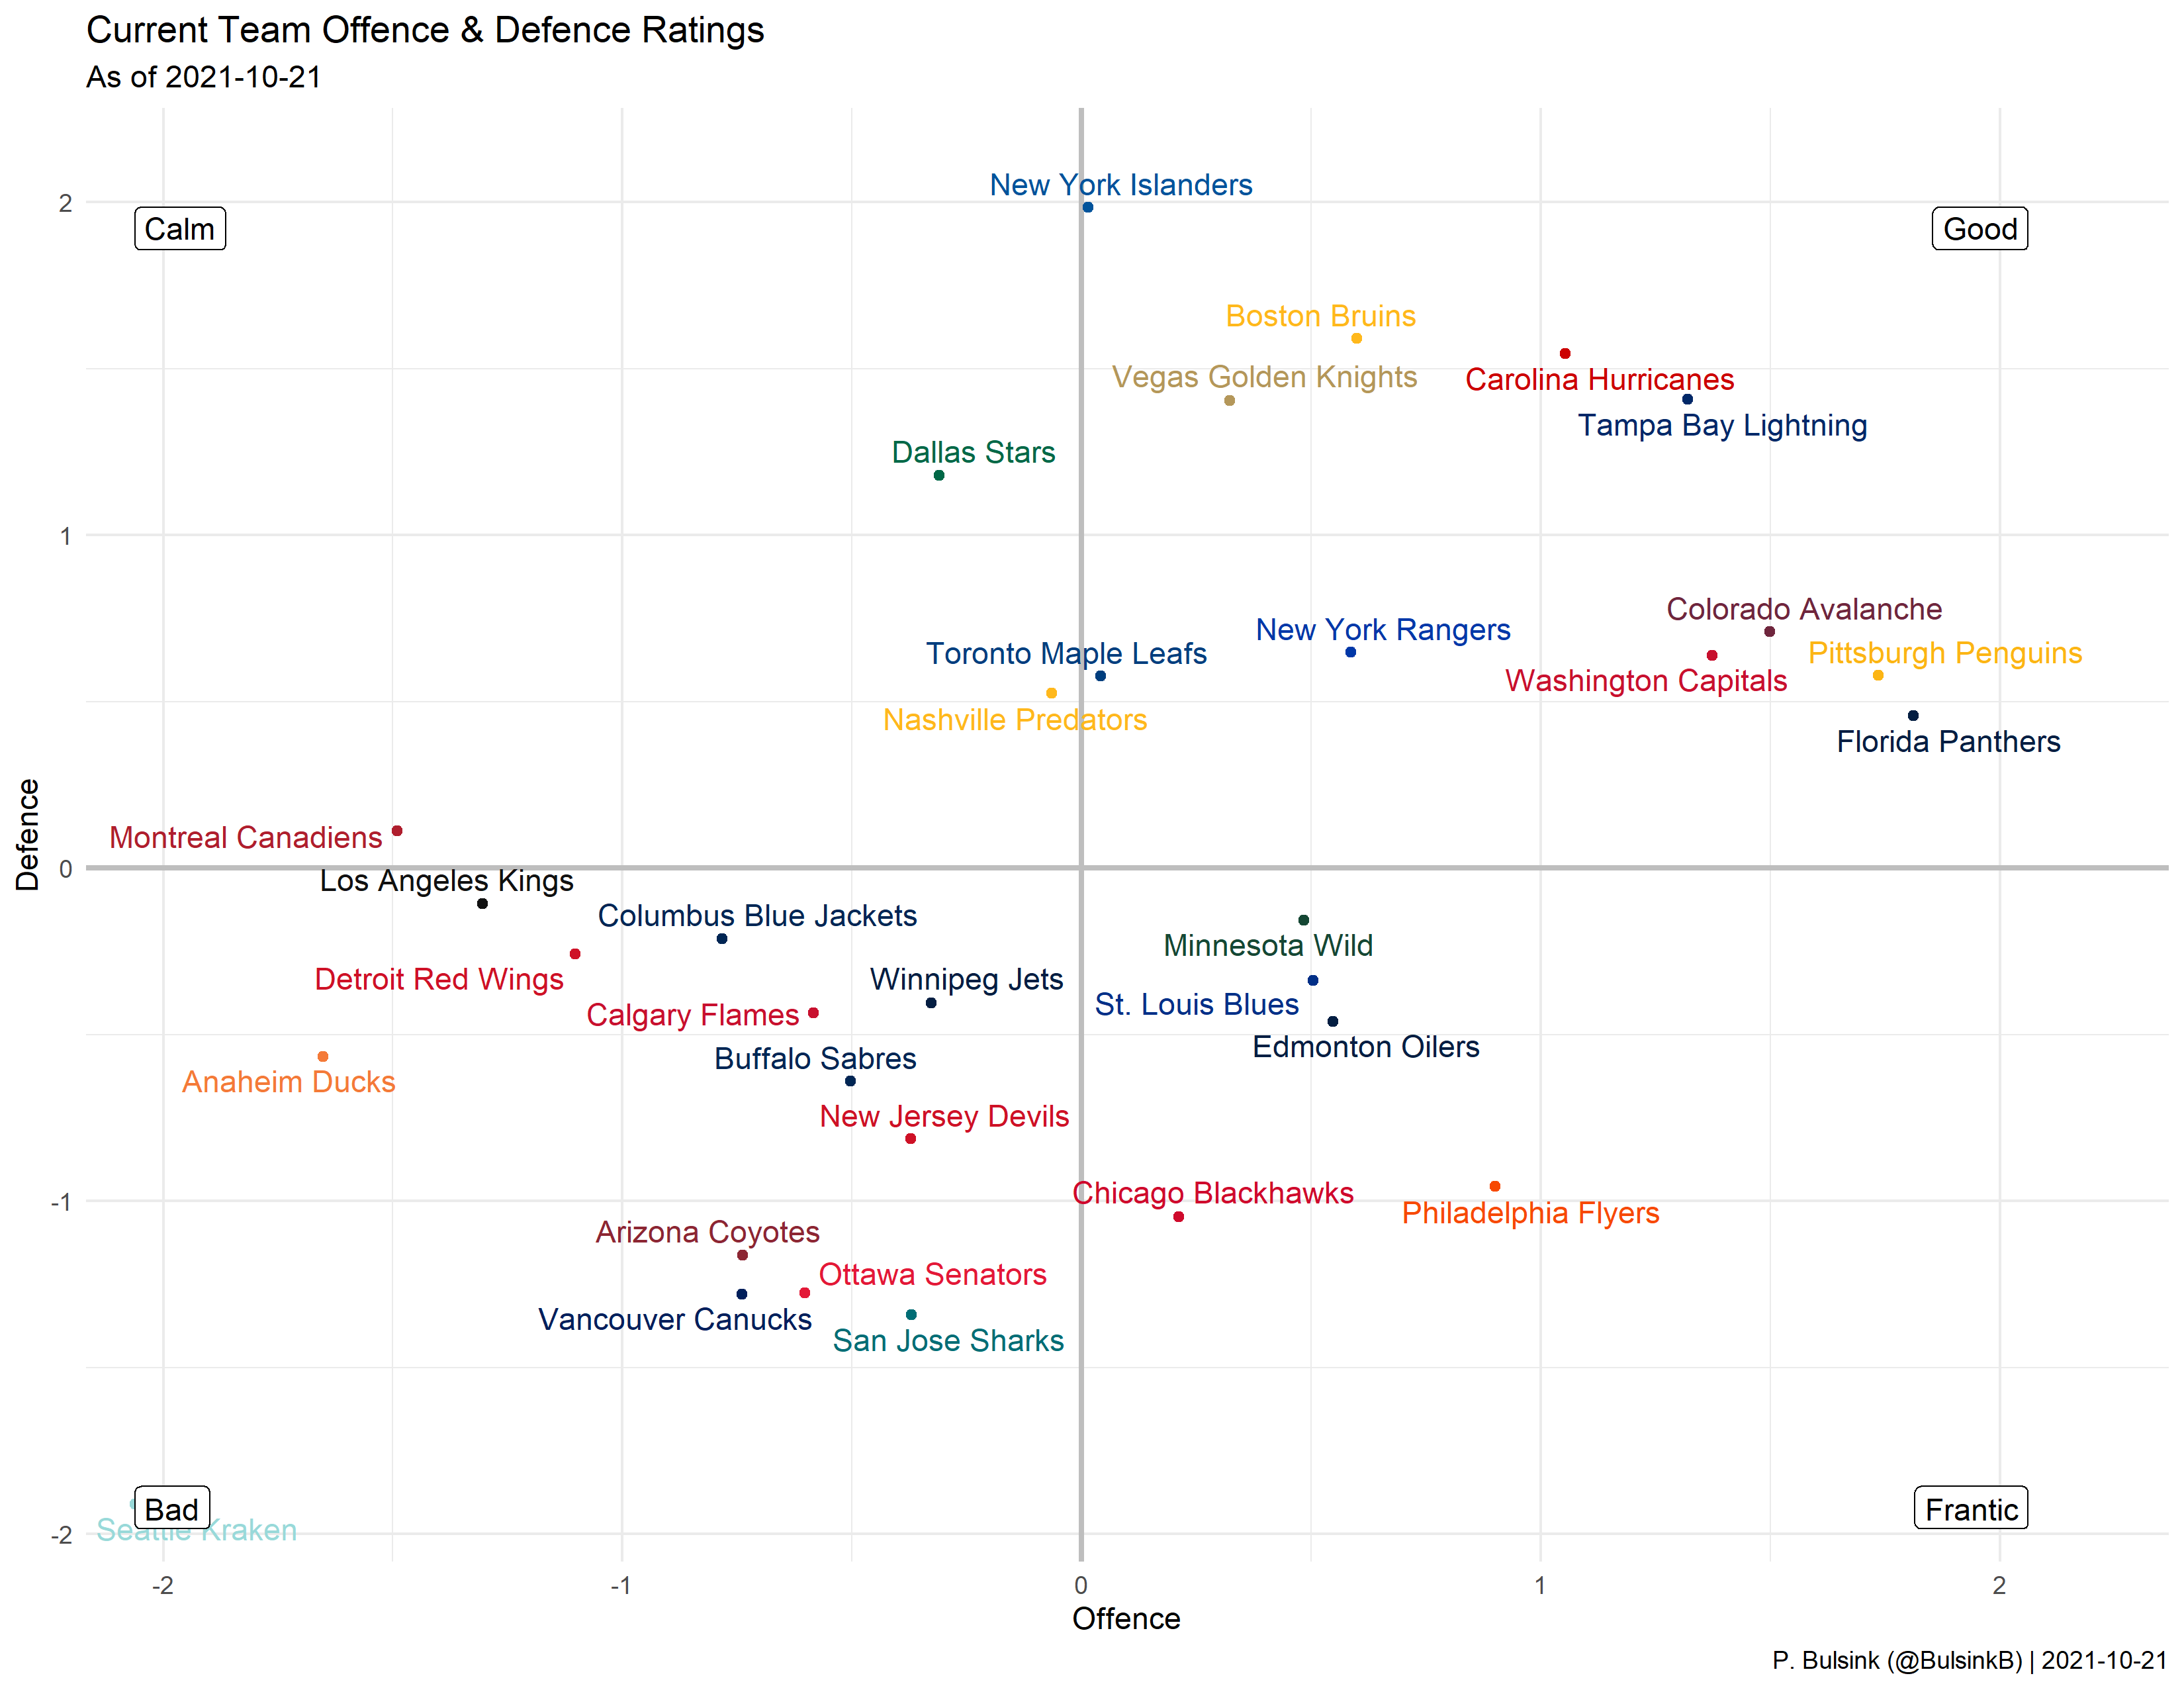 Current Team Offence & Defence Ratings
As of 2021-10-21
New York Islanders
2
Calm
Good
Boston Bruins
Vegas Golden Knights
Carolina Hurricanes
Tampa Bay Lightning
Dallas Stars
1
Colorado Avalanche
New York Rangers
Toronto Maple Leafs
Pittsburgh Penguins
Washington Capitals
Nashville Predators
Florida Panthers
Defence
Montreal Canadiens
0
Los Angeles Kings
Columbus Blue Jackets
Minnesota Wild
Detroit Red Wings
Winnipeg Jets
St. Louis Blues
Calgary Flames
Edmonton Oilers
Buffalo Sabres
Anaheim Ducks
New Jersey Devils
Chicago Blackhawks
-1
Philadelphia Flyers
Arizona Coyotes
Ottawa Senators
Vancouver Canucks
San Jose Sharks
Bad
Frantic
Seattle Kraken
-2
-2
-1
0
1
2
Offence
P. Bulsink (@BulsinkB) | 2021-10-21